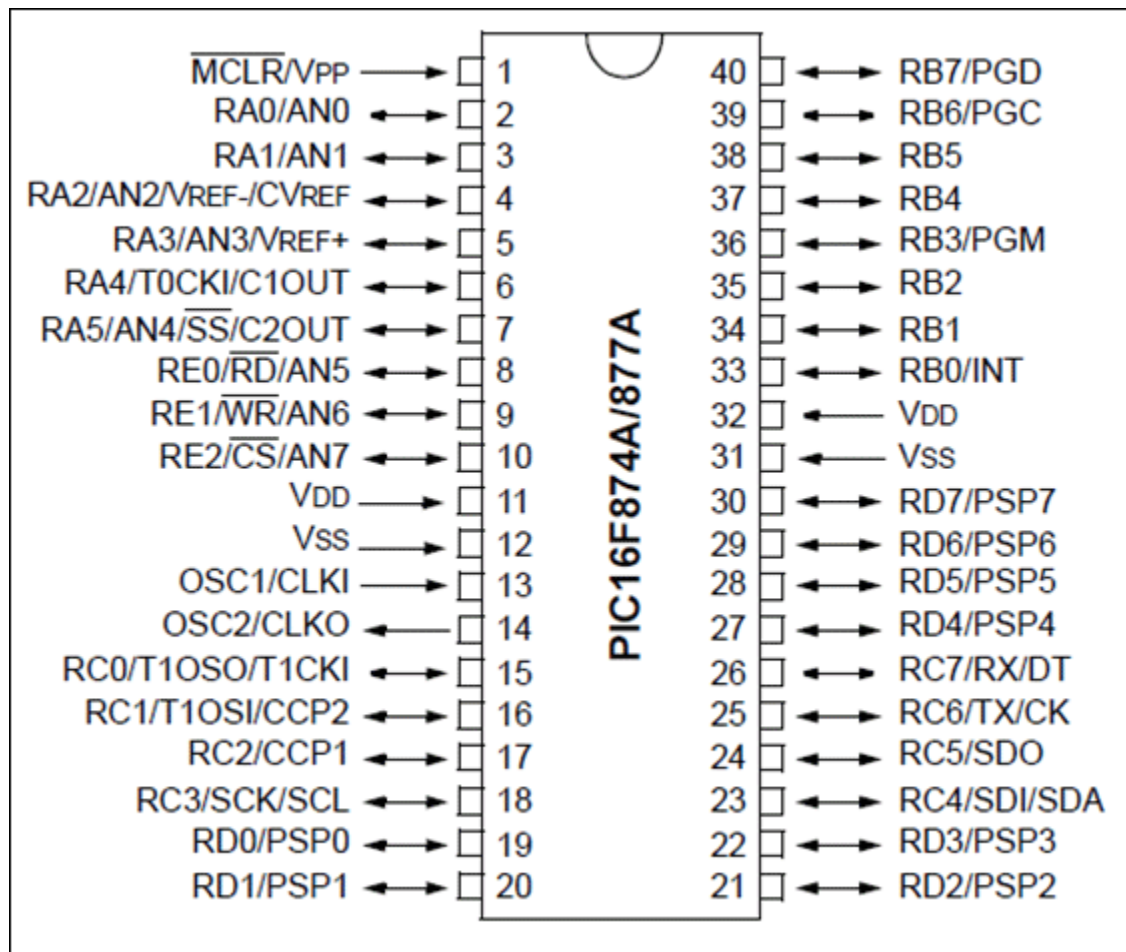 M̅C̅L̅R̅/VPP 1 40 RB7/PGD
RA0/AN0 2 39 RB6/PGC
RA1/AN1 3 38 RB5
RA2/AN2/VREF-/CVREF 4 37 RB4
RA3/AN3/VREF+ 5 36 RB3/PGM
RA4/T0CKI/C1OUT 6 35 RB2
RA5/AN4/S̅S̅/C2OUT 7 34 RB1
RE0/R̅D̅/AN5 8 33 RB0/INT
RE1/W̅R̅/AN6 9 32 VDD
RE2/C̅S̅/AN7 10 31 VSS
VDD 11 30 RD7/PSP7
VSS 12 29 RD6/PSP6
OSC1/CLKI 13 28 RD5/PSP5
OSC2/CLKO 14 27 RD4/PSP4
RC0/T1OSO/T1CKI 15 26 RC7/RX/DT
RC1/T1OSI/CCP2 16 25 RC6/TX/CK
RC2/CCP1 17 24 RC5/SDO
RC3/SCK/SCL 18 23 RC4/SDI/SDA
RD0/PSP0 19 22 RD3/PSP3
RD1/PSP1 20 21 RD2/PSP2
PIC16F874A/877A